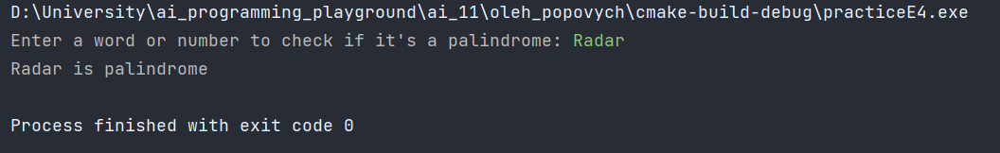 D:\University\ai_programming_playground\ai_11\oleh_popovych\cmake-build-debug\practiceE4.exe
Enter a word or number to check if it's a palindrome: Radar
Radar is palindrome
Process finished with exit code 0